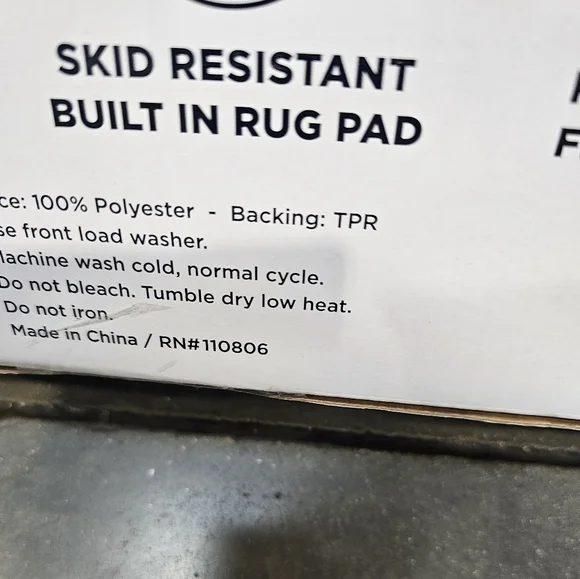 SKID RESISTANT
BUILT IN RUG PAD
ce: 100% Polyester - Backing: TPR
se front load washer.
achine wash cold, normal cycle.
Do not bleach. Tumble dry low heat.
Do not iron.
Made in China / RN#110806